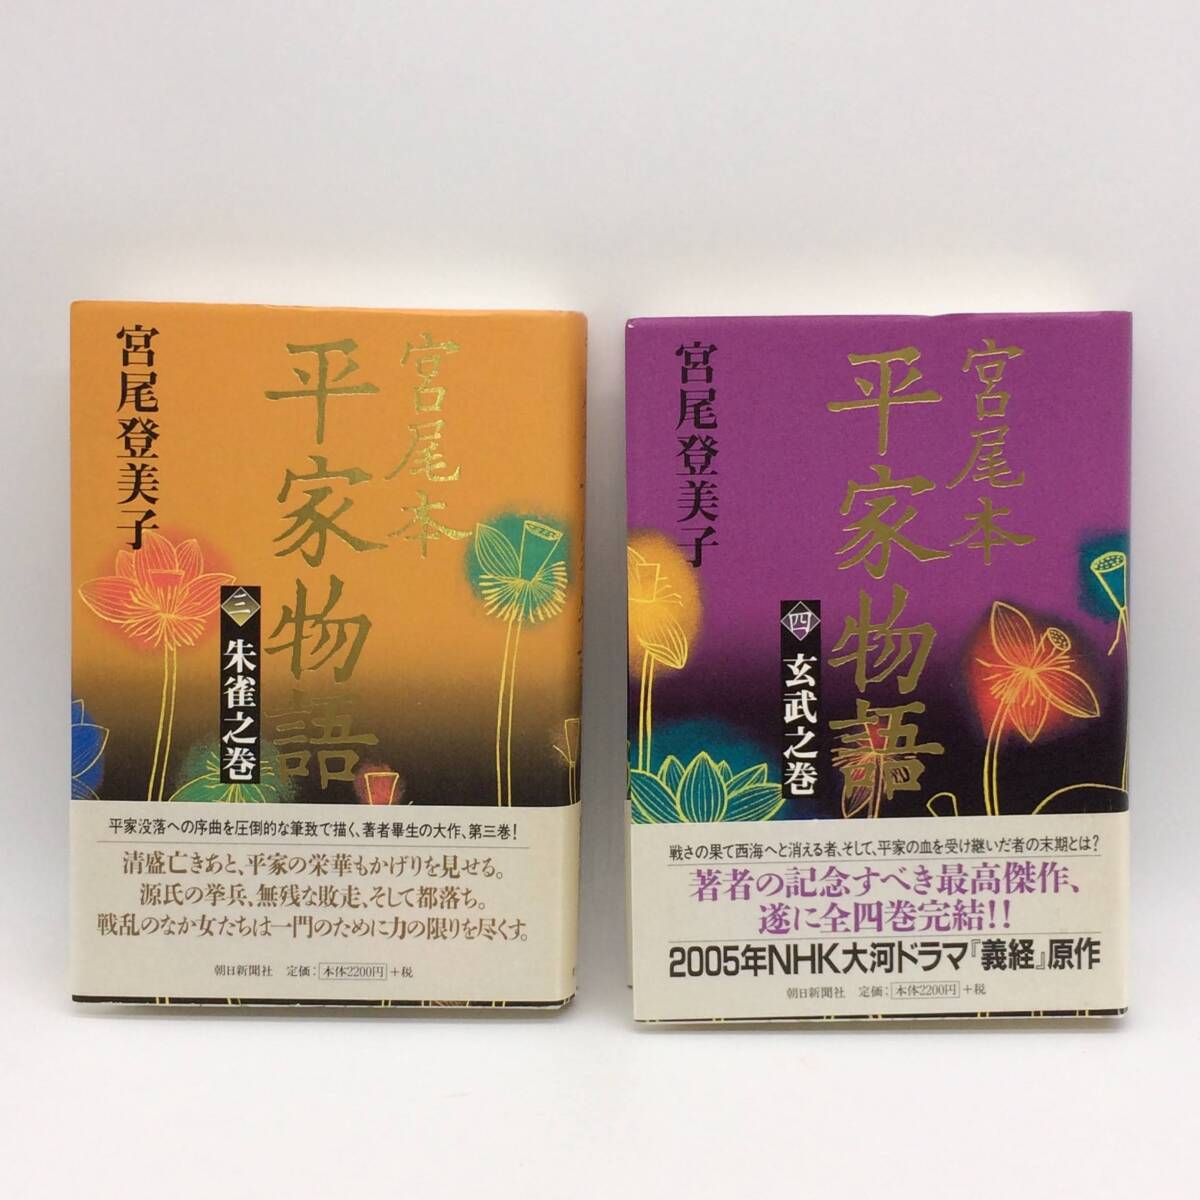 宮尾本
平家物語
三
朱雀之巻
宮尾登美子
平家没落への序曲を圧倒的な筆致で描く、著者畢生の大作、第三巻!
清盛亡きあと、平家の栄華もかげりを見せる。
源氏の挙兵、無残な敗走、そして都落ち。
戦乱のなか女たちは一門のために力の限りを尽くす。
朝日新聞社 定価:本体2200円+税
宮尾本
平家物語
四
玄武之巻
宮尾登美子
戦さの果て西海へと消える者、そして、平家の血を受け継いだ者の末期とは?
著者の記念すべき最高傑作、
遂に全四巻完結!!
2005年NHK大河ドラマ『義経』原作
朝日新聞社 定価:本体2200円+税